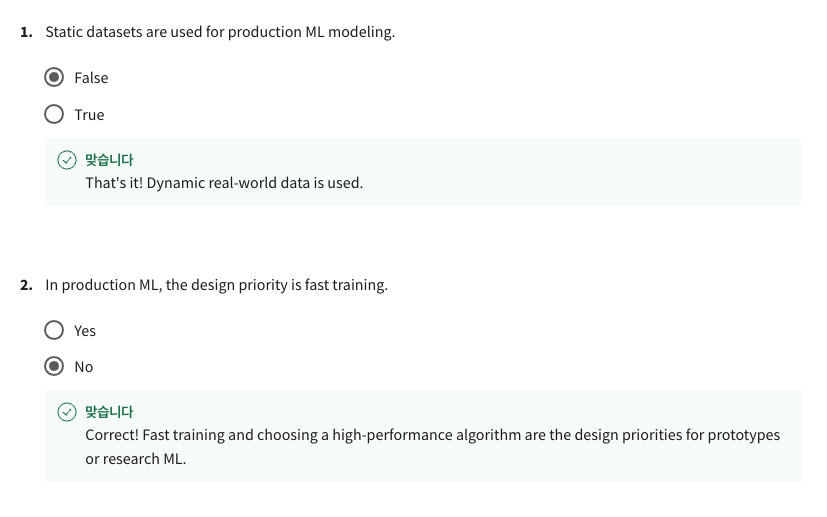 1. Static datasets are used for production ML modeling.
False
True
맞습니다
That's it! Dynamic real-world data is used.
2. In production ML, the design priority is fast training.
Yes
No
맞습니다
Correct! Fast training and choosing a high-performance algorithm are the design priorities for prototypes
or research ML.